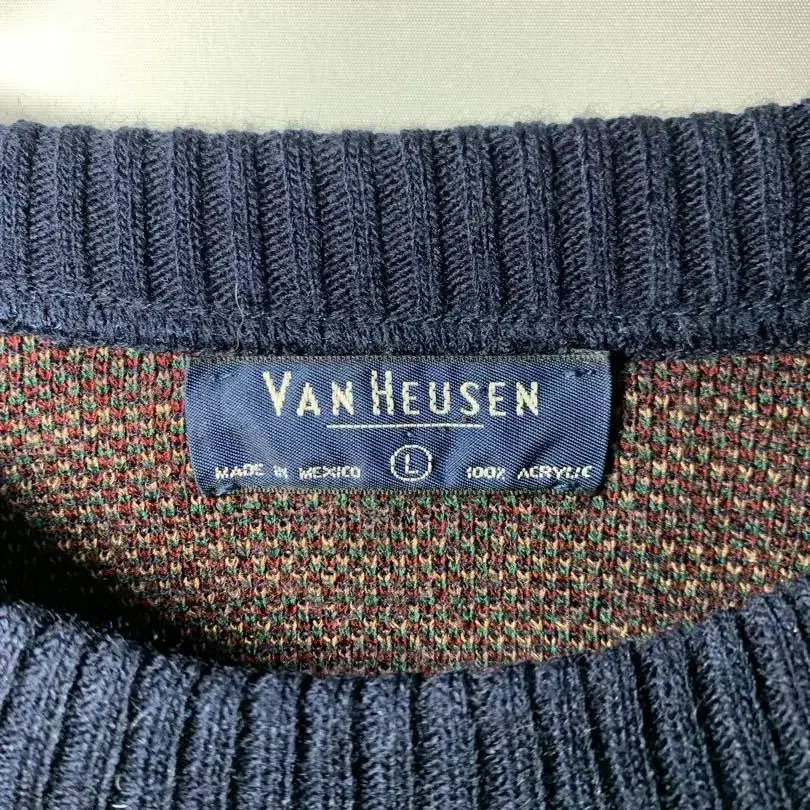 VAN HEUSEN
MADE IN MEXICO L 100% ACRYLIC